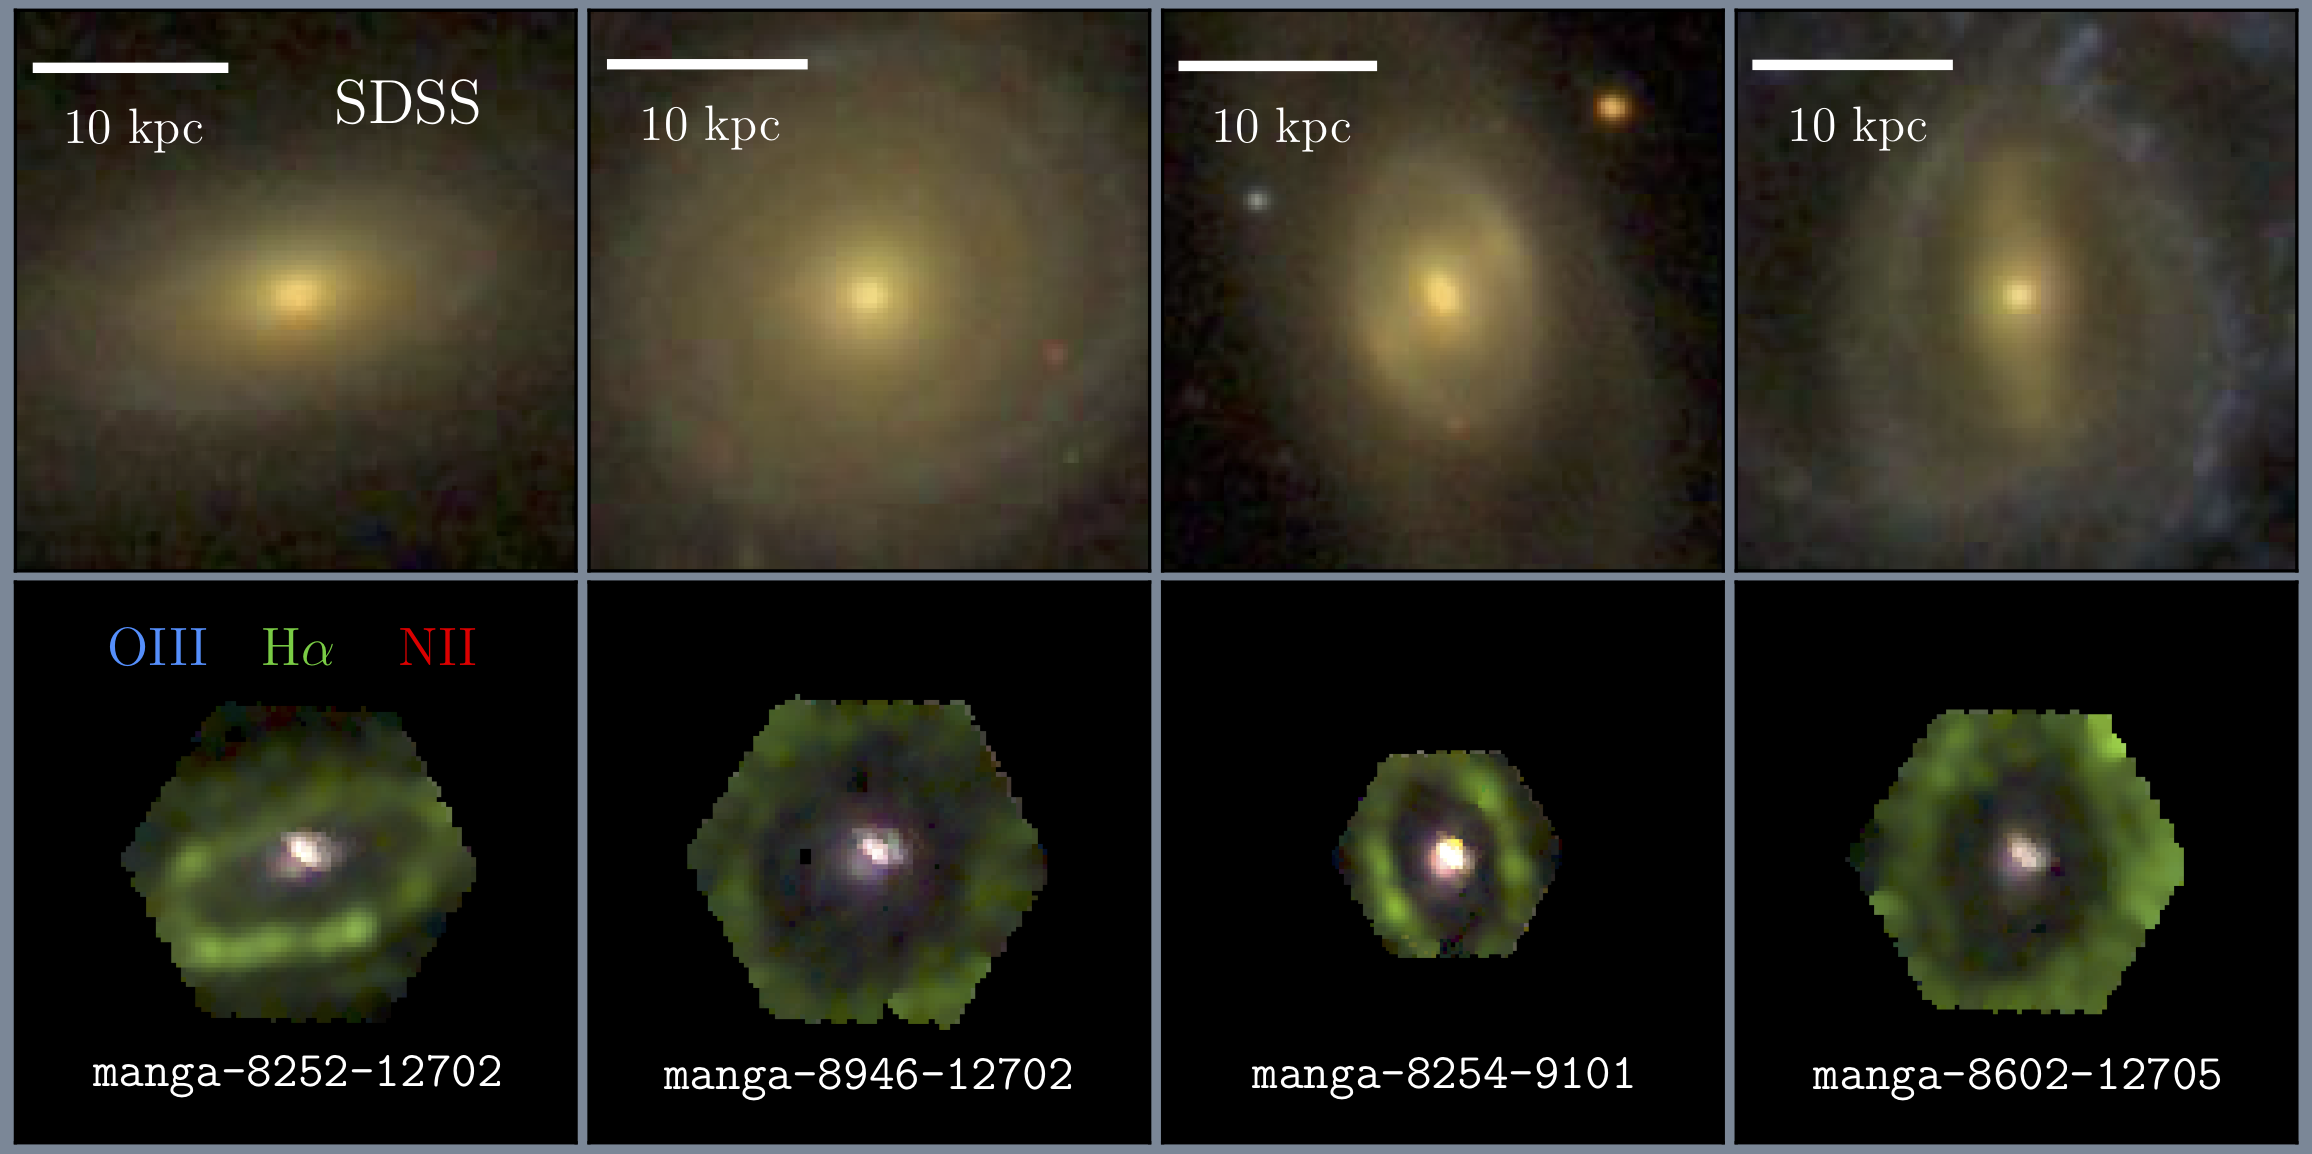 SDSS
10 kpc
10 kpc
10 kpc
10 kpc
OIII Hα NII
manga-8252-12702
manga-8946-12702
manga-8254-9101
manga-8602-12705